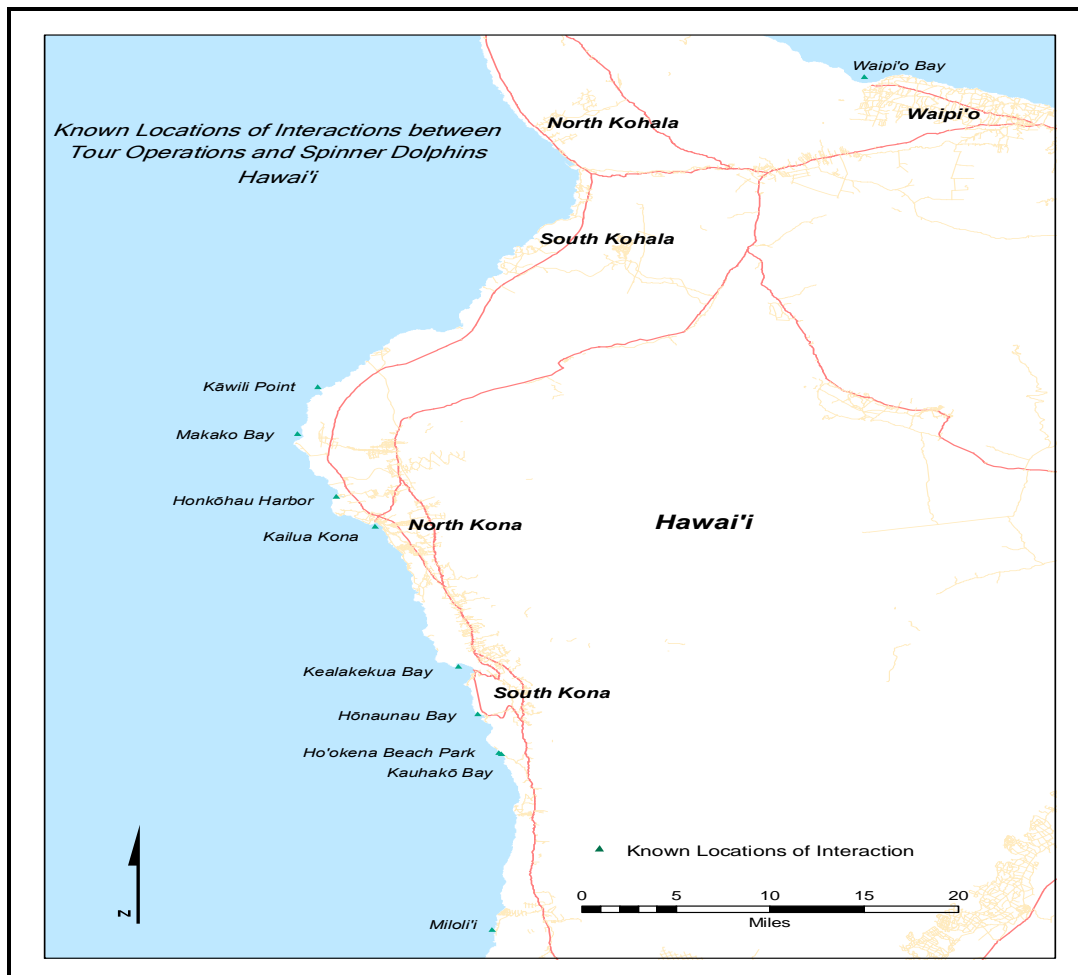 Waipi'o Bay
Waipi'o
North Kohala
Known Locations of Interactions between
Tour Operations and Spinner Dolphins
Hawai'i
South Kohala
Kāwili Point
Makako Bay
Honkōhau Harbor
Kailua Kona
North Kona
Hawai'i
Kealakekua Bay
South Kona
Hōnaunau Bay
Ho'okena Beach Park
Kauhakō Bay
Known Locations of Interaction
0 5 10 15 20
Miles
N
Miloli'i